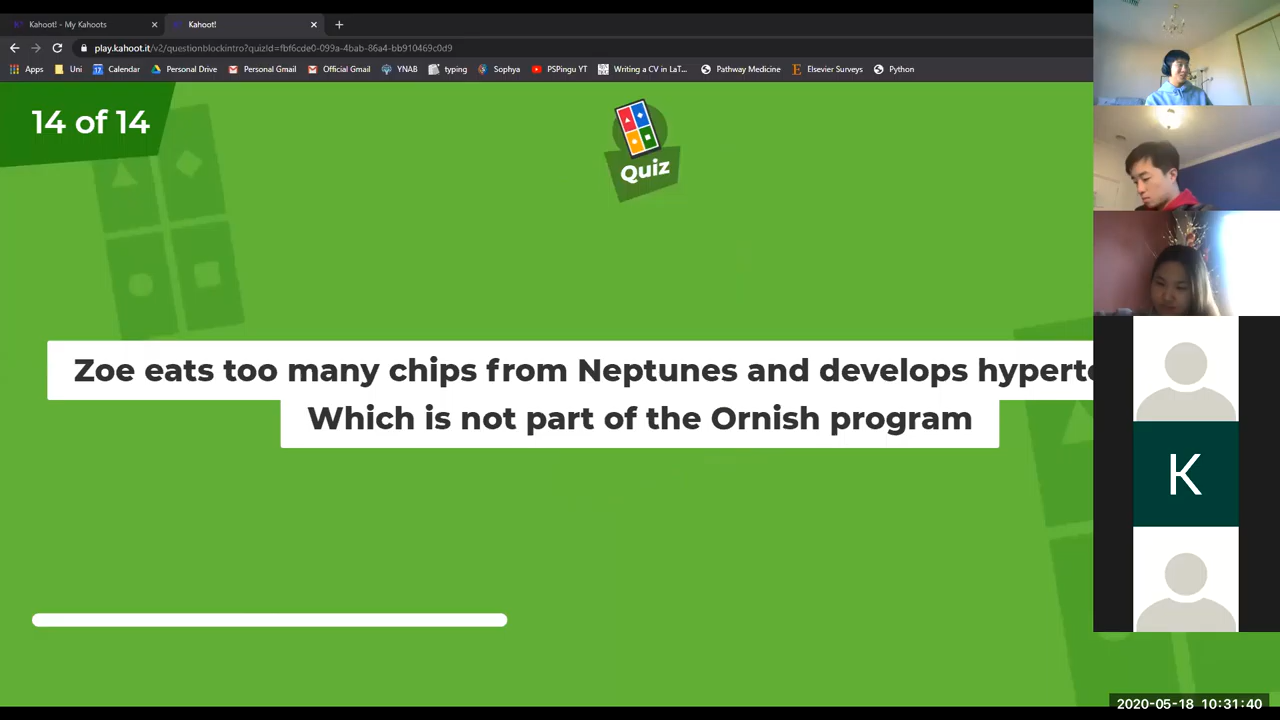 Kahoot! - My Kahoots
Kahoot!
play.kahoot.it/v2/questionblockintro?quizId=fbf6cde0-099a-4bab-86a4-bb910469c0d9
Apps Uni Calendar Personal Drive Personal Gmail Official Gmail YNAB typing Sophya PSPingu YT Writing a CV in LaT... Pathway Medicine Elsevier Surveys Python
14 of 14
Quiz
Zoe eats too many chips from Neptunes and develops hyperte
Which is not part of the Ornish program
K
2020-05-18 10:31:40